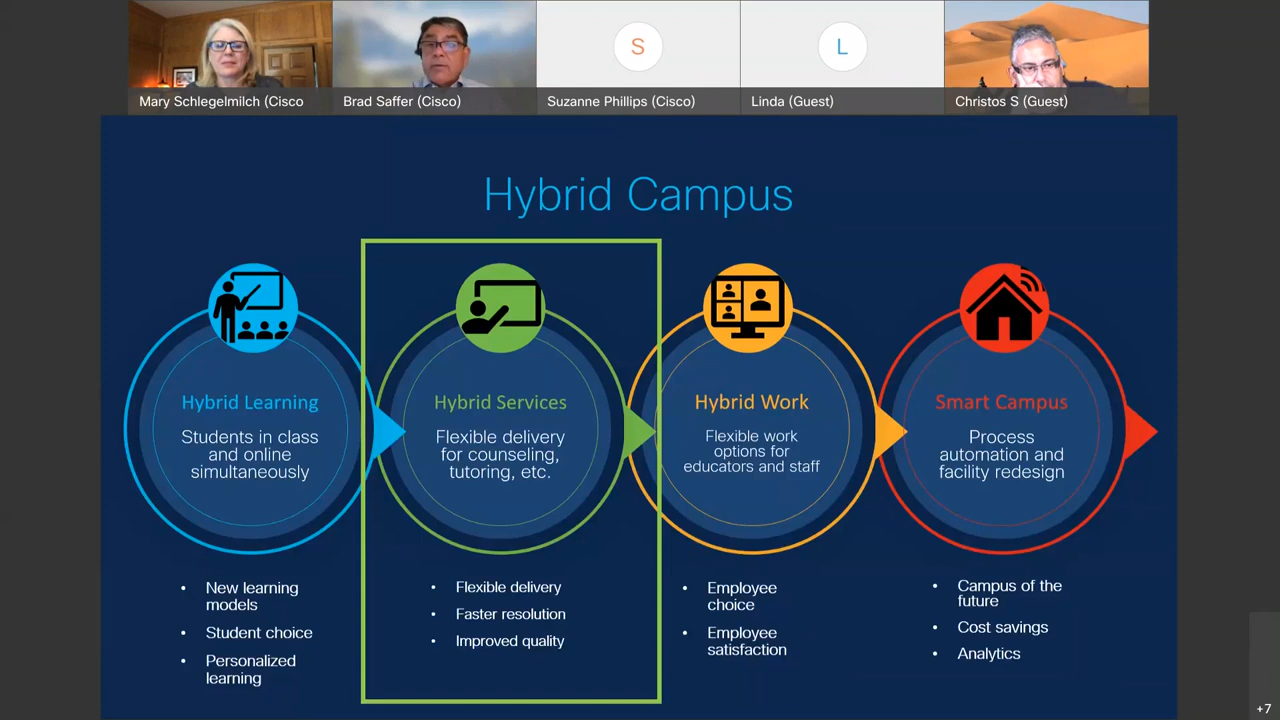 Mary Schlegelmilch (Cisco
Brad Saffer (Cisco)
S
Suzanne Phillips (Cisco)
L
Linda (Guest)
Christos S (Guest)
Hybrid Campus
Hybrid Learning
Students in class
and online
simultaneously
• New learning
models
• Student choice
• Personalized
learning
Hybrid Services
Flexible delivery
for counseling,
tutoring, etc.
• Flexible delivery
• Faster resolution
• Improved quality
Hybrid Work
Flexible work
options for
educators and staff
• Employee
choice
• Employee
satisfaction
Smart Campus
Process
automation and
facility redesign
• Campus of the
future
• Cost savings
• Analytics
+7